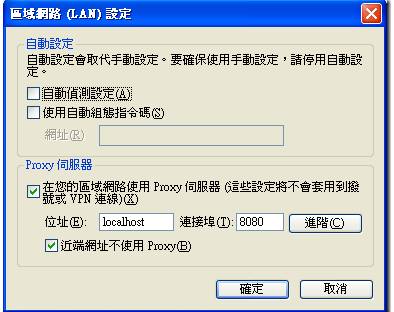 區域網路 (LAN) 設定
自動設定
自動設定會取代手動設定。要確保使用手動設定，請停用自動設
定。
自動偵測設定(A)
使用自動組態指令碼(S)
網址(R)
Proxy 伺服器
在您的區域網路使用 Proxy 伺服器 (這些設定將不會套用到撥
號或 VPN 連線)(X)
位址(E): localhost 連接埠(T): 8080 進階(C)
近端網址不使用 Proxy(B)
確定 取消